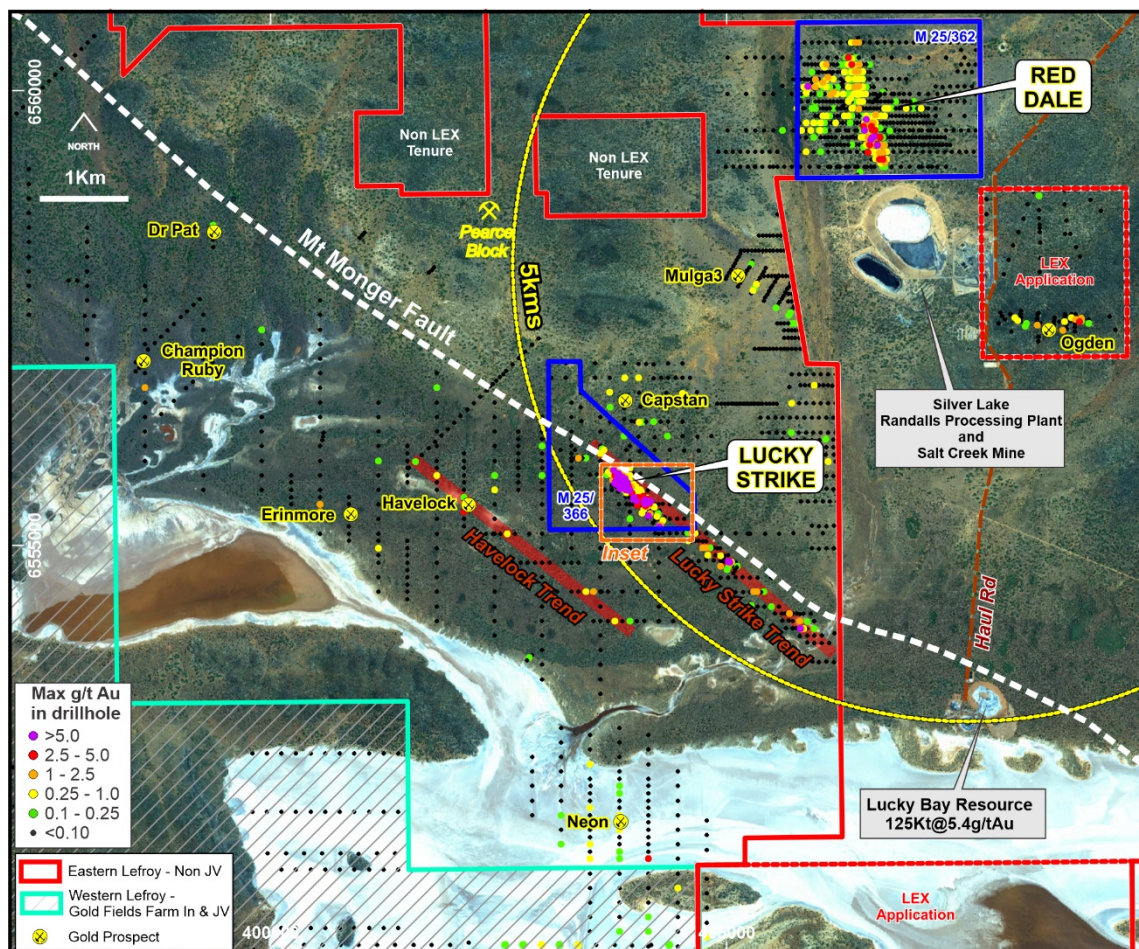 M 25/362
RED
DALE
6560000
NORTH
1Km
Non LEX
Tenure
Non LEX
Tenure
Dr Pat
Pearce
Block
Mt Monger Fault
5kms
Mulga3
LEX
Application
Ogden
Champion
Ruby
Capstan
Silver Lake
Randalls Processing Plant
and
Salt Creek Mine
LUCKY
STRIKE
M 25/
366
Inset
Erinmore
Havelock
6555000
Havelock Trend
Lucky Strike Trend
Haul Rd
Max g/t Au
in drillhole
>5.0
2.5 - 5.0
1 - 2.5
0.25 - 1.0
0.1 - 0.25
<0.10
Neon
Lucky Bay Resource
125Kt@5.4g/tAu
Eastern Lefroy - Non JV
Western Lefroy -
Gold Fields Farm In & JV
Gold Prospect
LEX
Application